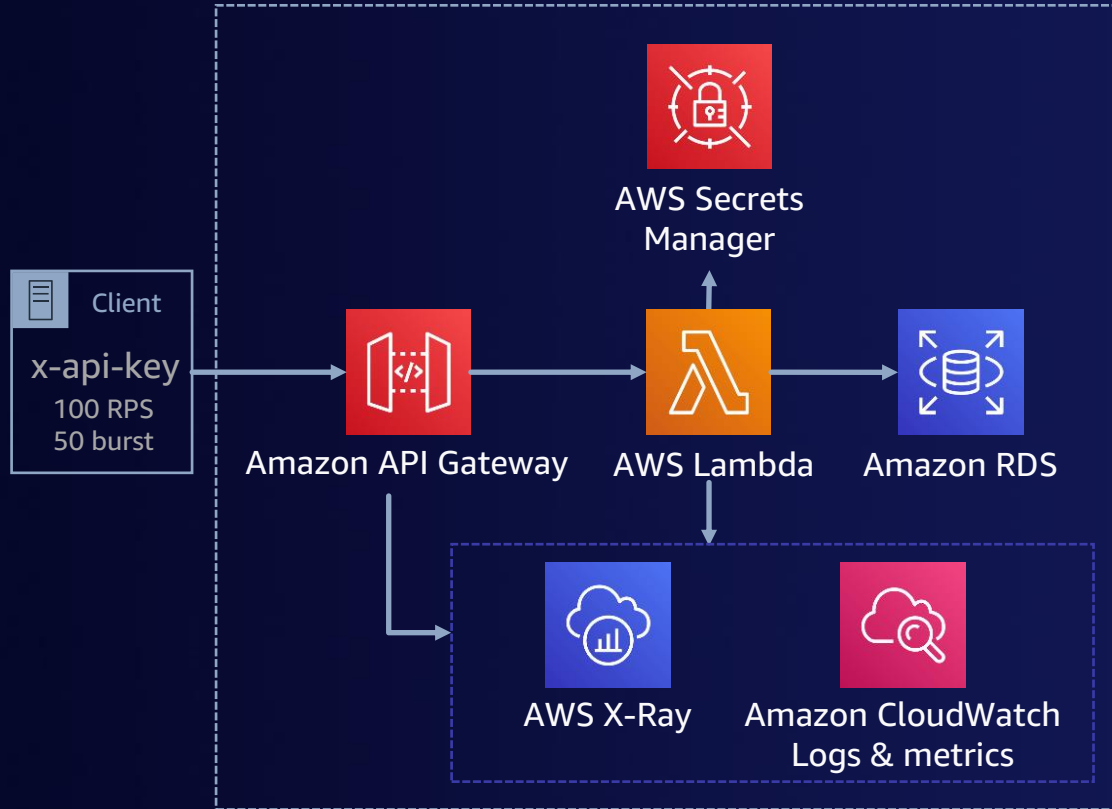 AWS Secrets
Manager
Client
x-api-key
100 RPS
50 burst
</>
Amazon API Gateway
AWS Lambda
Amazon RDS
AWS X-Ray
Amazon CloudWatch
Logs & metrics